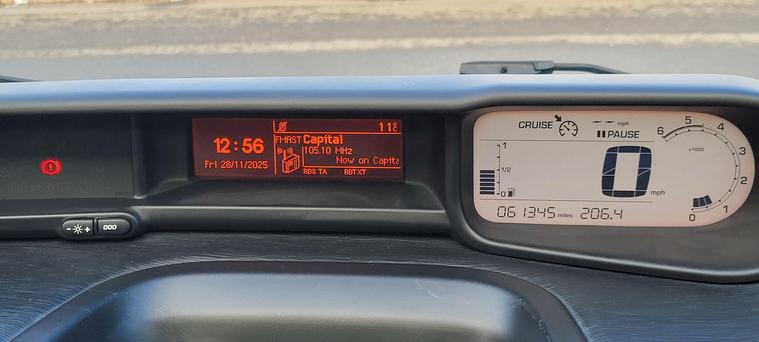 12:56
Fri 28/11/2025
11°C
FMAST Capital
105.10 MHz
Now on Capita
RDS TA RDTXT
- +
000
CRUISE --- mph
PAUSE
1
1/2
0
0
mph
061345 miles 206.4
6 5 4
x1000
3
2
1
0